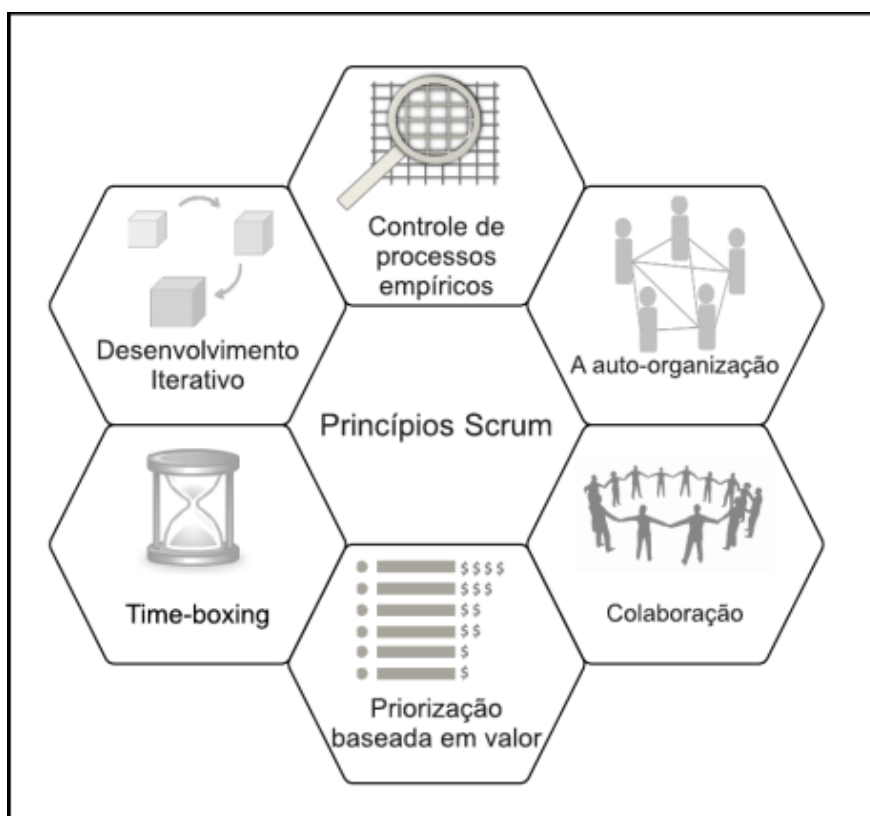 Controle de
processos
empíricos
A auto-organização
Colaboração
$$$$
$$$
$$
$$
$
$
Priorização
baseada em valor
Time-boxing
Desenvolvimento
Iterativo
Princípios Scrum